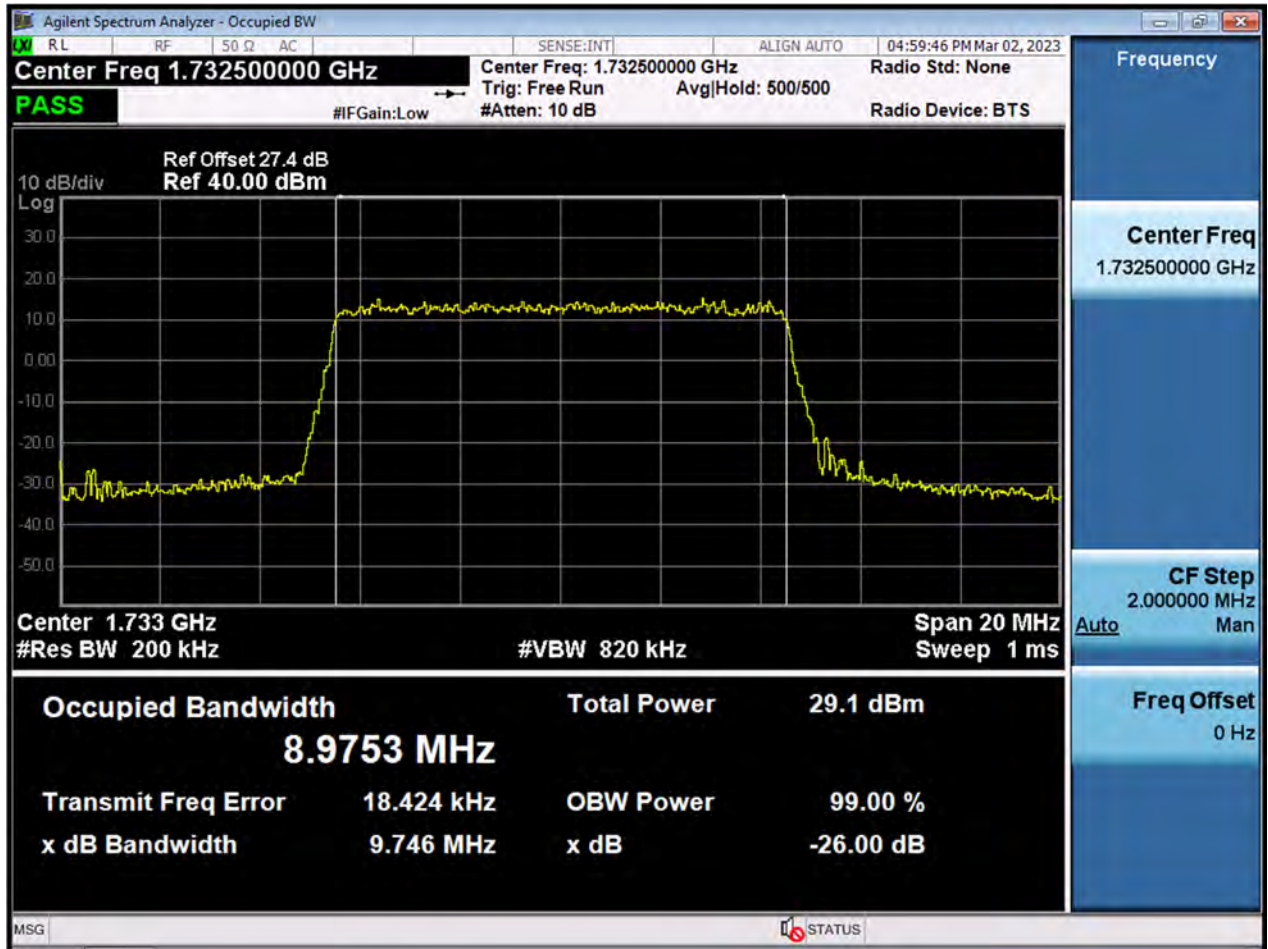 Agilent Spectrum Analyzer - Occupied BW
LXI RL RF 50 Ω AC SENSE:INT ALIGN AUTO 04:59:46 PM Mar 02, 2023
Center Freq 1.732500000 GHz Center Freq: 1.732500000 GHz Radio Std: None
Trig: Free Run Avg|Hold: 500/500
PASS #IFGain:Low #Atten: 10 dB Radio Device: BTS
Ref Offset 27.4 dB
10 dB/div Ref 40.00 dBm
Log
30.0
20.0
10.0
0.00
-10.0
-20.0
-30.0
-40.0
-50.0
Center 1.733 GHz Span 20 MHz
#Res BW 200 kHz #VBW 820 kHz Sweep 1 ms
Occupied Bandwidth Total Power 29.1 dBm
8.9753 MHz
Transmit Freq Error 18.424 kHz OBW Power 99.00 %
x dB Bandwidth 9.746 MHz x dB -26.00 dB
MSG STATUS
Frequency
Center Freq
1.732500000 GHz
CF Step
2.000000 MHz
Auto Man
Freq Offset
0 Hz